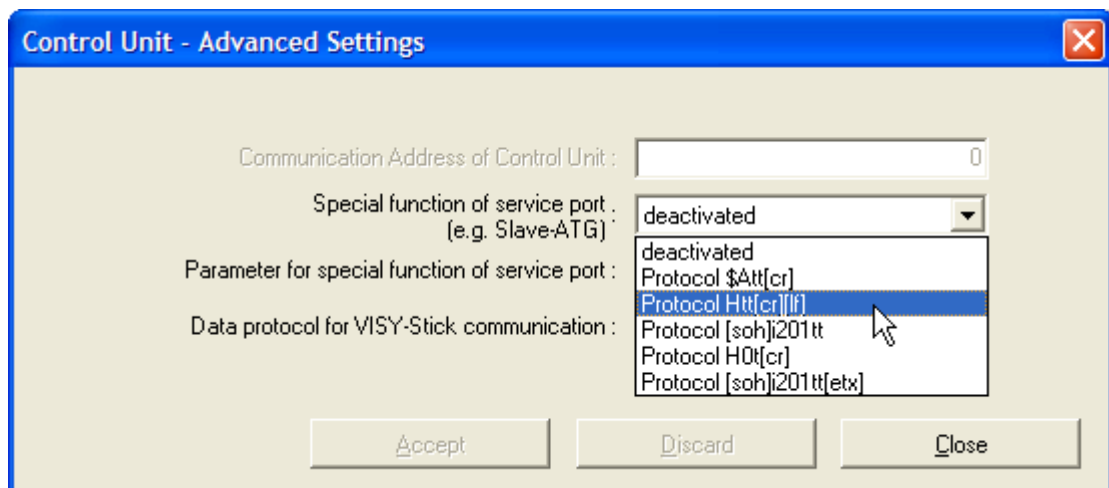 Control Unit - Advanced Settings
Communication Address of Control Unit :
0
Special function of service port .
(e.g. Slave-ATG) :
deactivated
deactivated
Protocol $Att[cr]
Protocol Htt[cr][lf]
Protocol [soh]i201tt
Protocol H0t[cr]
Protocol [soh]i201tt[etx]
Parameter for special function of service port :
Data protocol for VISY-Stick communication :
Accept
Discard
Close